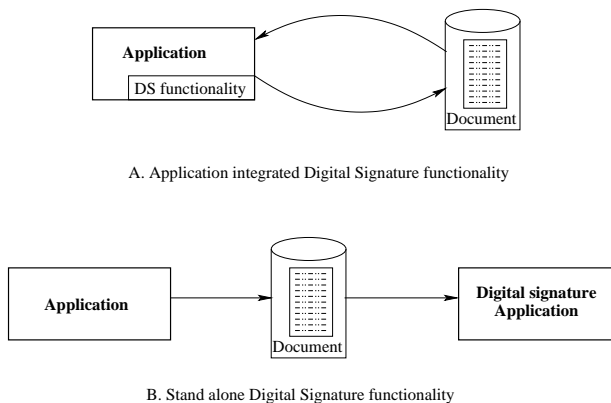 Application
DS functionality
Document
A. Application integrated Digital Signature functionality
Application
Document
Digital signature
Application
B. Stand alone Digital Signature functionality